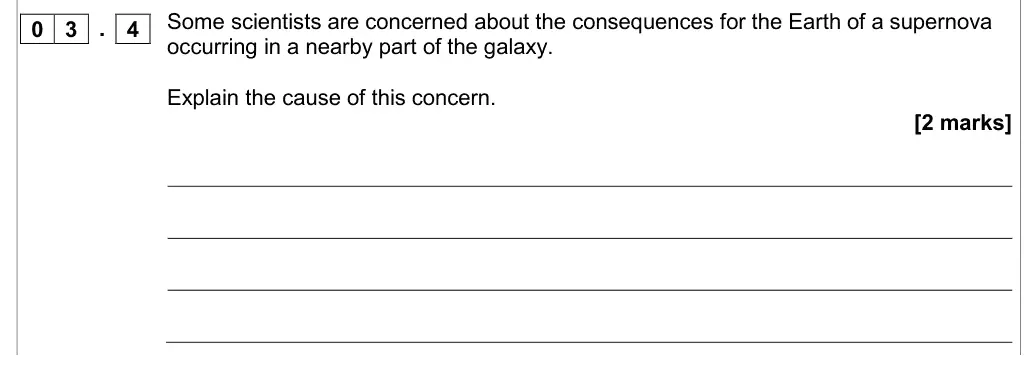 0 3 . 4 Some scientists are concerned about the consequences for the Earth of a supernova
occurring in a nearby part of the galaxy.
Explain the cause of this concern.
[2 marks]